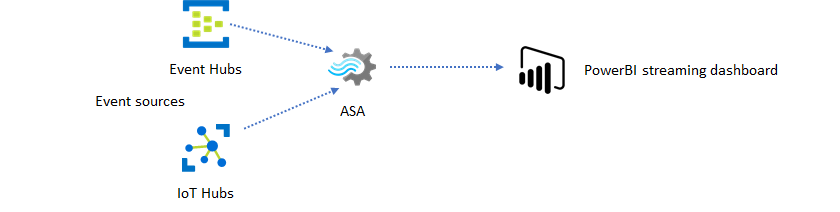 Event Hubs
PowerBI streaming dashboard
Event sources
ASA
IoT Hubs